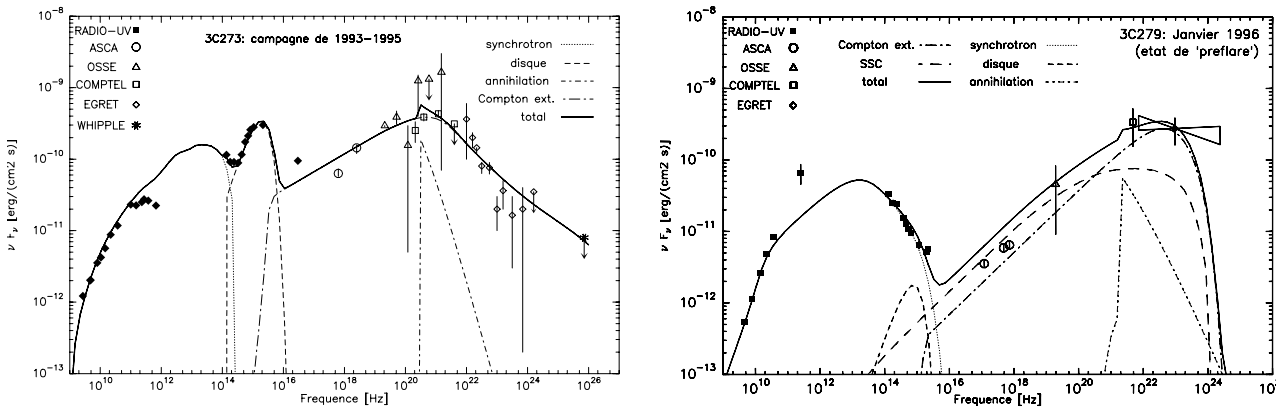 3C273: campagne de 1993-1995
RADIO-UV
ASCA
OSSE
COMPTEL
EGRET
WHIPPLE
synchrotron
disque
annihilation
Compton ext.
total
ν Fν [erg/(cm2 s)]
10^-8
10^-9
10^-10
10^-11
10^-12
10^-13
10^10 10^12 10^14 10^16 10^18 10^20 10^22 10^24 10^26
Frequence [Hz]
3C279: Janvier 1996
(etat de 'preflare')
RADIO-UV
ASCA
OSSE
COMPTEL
EGRET
Compton ext. synchrotron
SSC disque
total annihilation
ν Fν [erg/(cm2 s)]
10^-8
10^-9
10^-10
10^-11
10^-12
10^-13
10^10 10^12 10^14 10^16 10^18 10^20 10^22 10^24
Frequence [Hz]